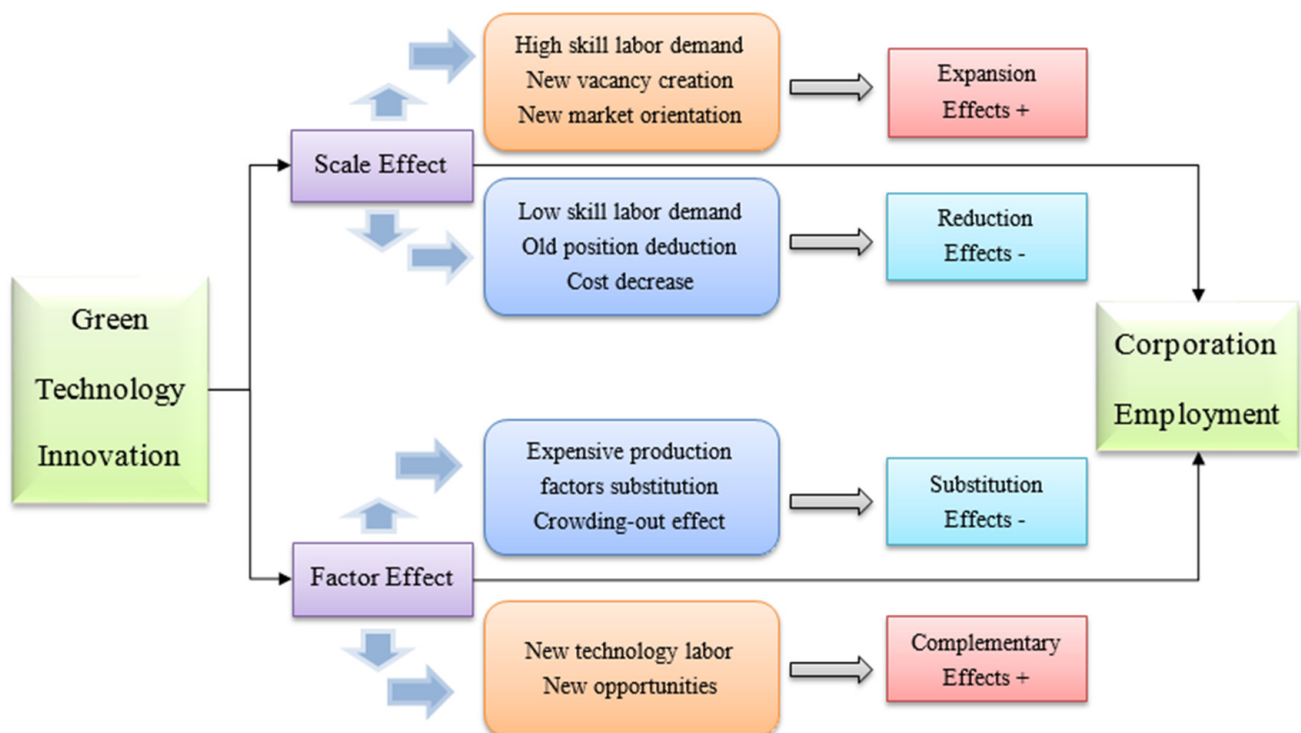 Green
Technology
Innovation
Scale Effect
High skill labor demand
New vacancy creation
New market orientation
Expansion
Effects +
Low skill labor demand
Old position deduction
Cost decrease
Reduction
Effects -
Factor Effect
Expensive production
factors substitution
Crowding-out effect
Substitution
Effects -
New technology labor
New opportunities
Complementary
Effects +
Corporation
Employment